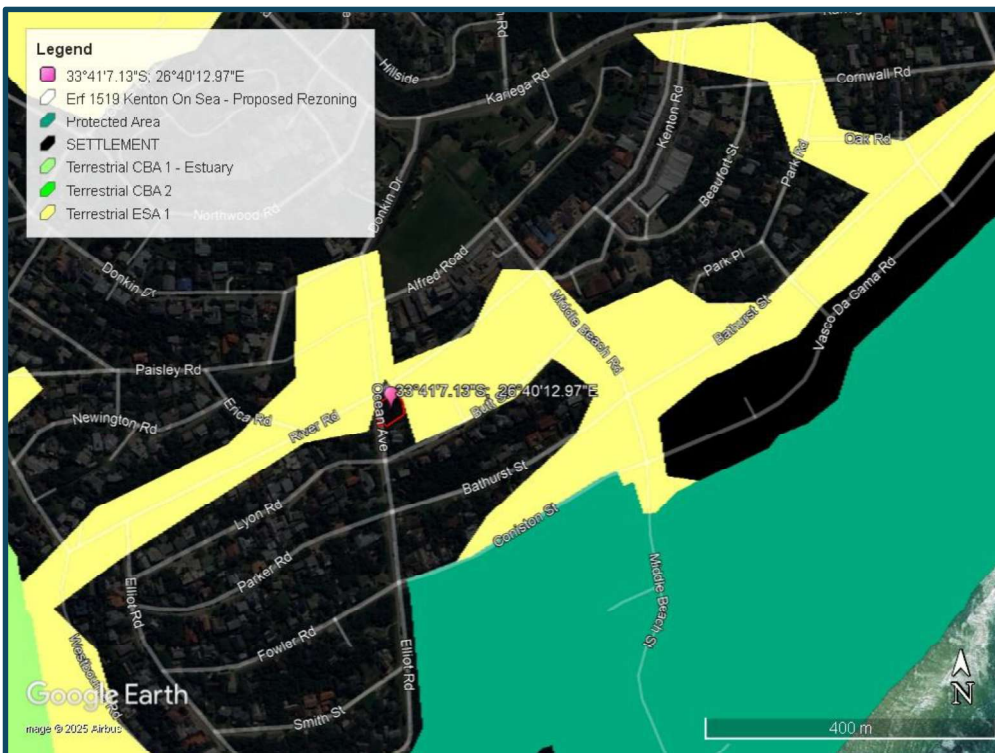 Legend
33°41'7.13"S; 26°40'12.97"E
Erf 1519 Kenton On Sea - Proposed Rezoning
Protected Area
SETTLEMENT
Terrestrial CBA 1 - Estuary
Terrestrial CBA 2
Terrestrial ESA 1
Hillside
Kariega Rd
Cornwall Rd
Kenton Rd
Oak Rd
Beaufort St
Park Rd
Northwood Rd
Donkin Dr
Donkin Dr
Alfred Road
Park Pl
Vasco Da Gama Rd
Middle Beach Rd
Bathurst St
Paisley Rd
33°41'7.13"S; 26°40'12.97"E
Ocean Ave
Newington Rd
Erica Rd
River Rd
Bathurst St
Lyon Rd
Coniston St
Parker Rd
Elliot Rd
Middle Beach St
Fowler Rd
Elliot Rd
Smith St
Google Earth
mage © 2025 Airbus
400 m
N